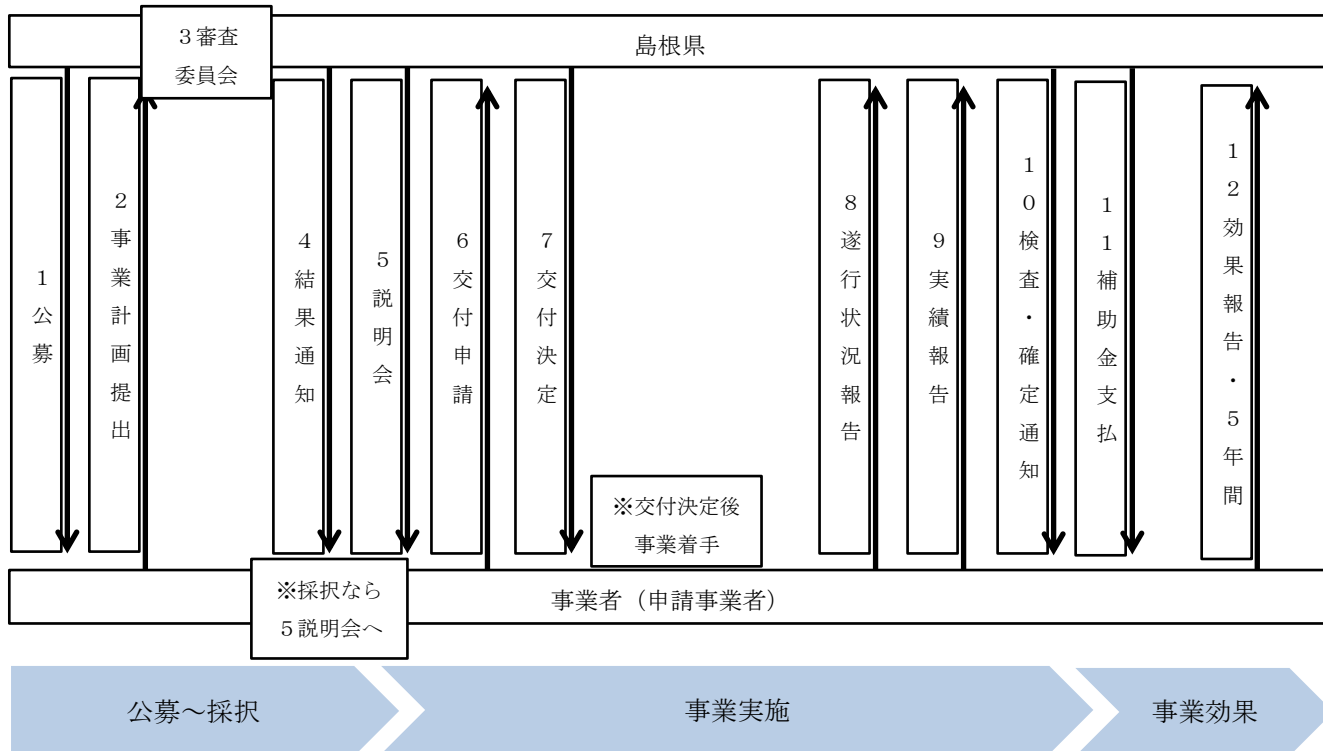 島根県
１公募
２事業計画提出
３審査
委員会
４結果通知
５説明会
６交付申請
７交付決定
８遂行状況報告
９実績報告
１０検査・確定通知
１１補助金支払
１２効果報告・５年間
※交付決定後
事業着手
※採択なら
５説明会へ
事業者（申請事業者）
公募～採択
事業実施
事業効果